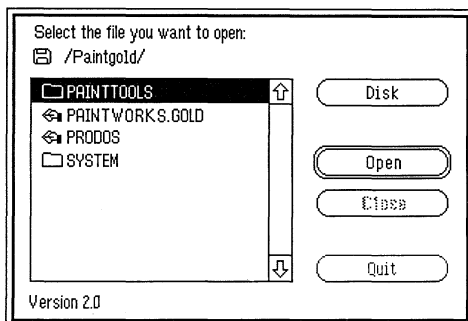 Select the file you want to open:
/Paintgold/
PAINTTOOLS
PAINTWORKS.GOLD
PRODOS
SYSTEM
Disk
Open
Close
Quit
Version 2.0